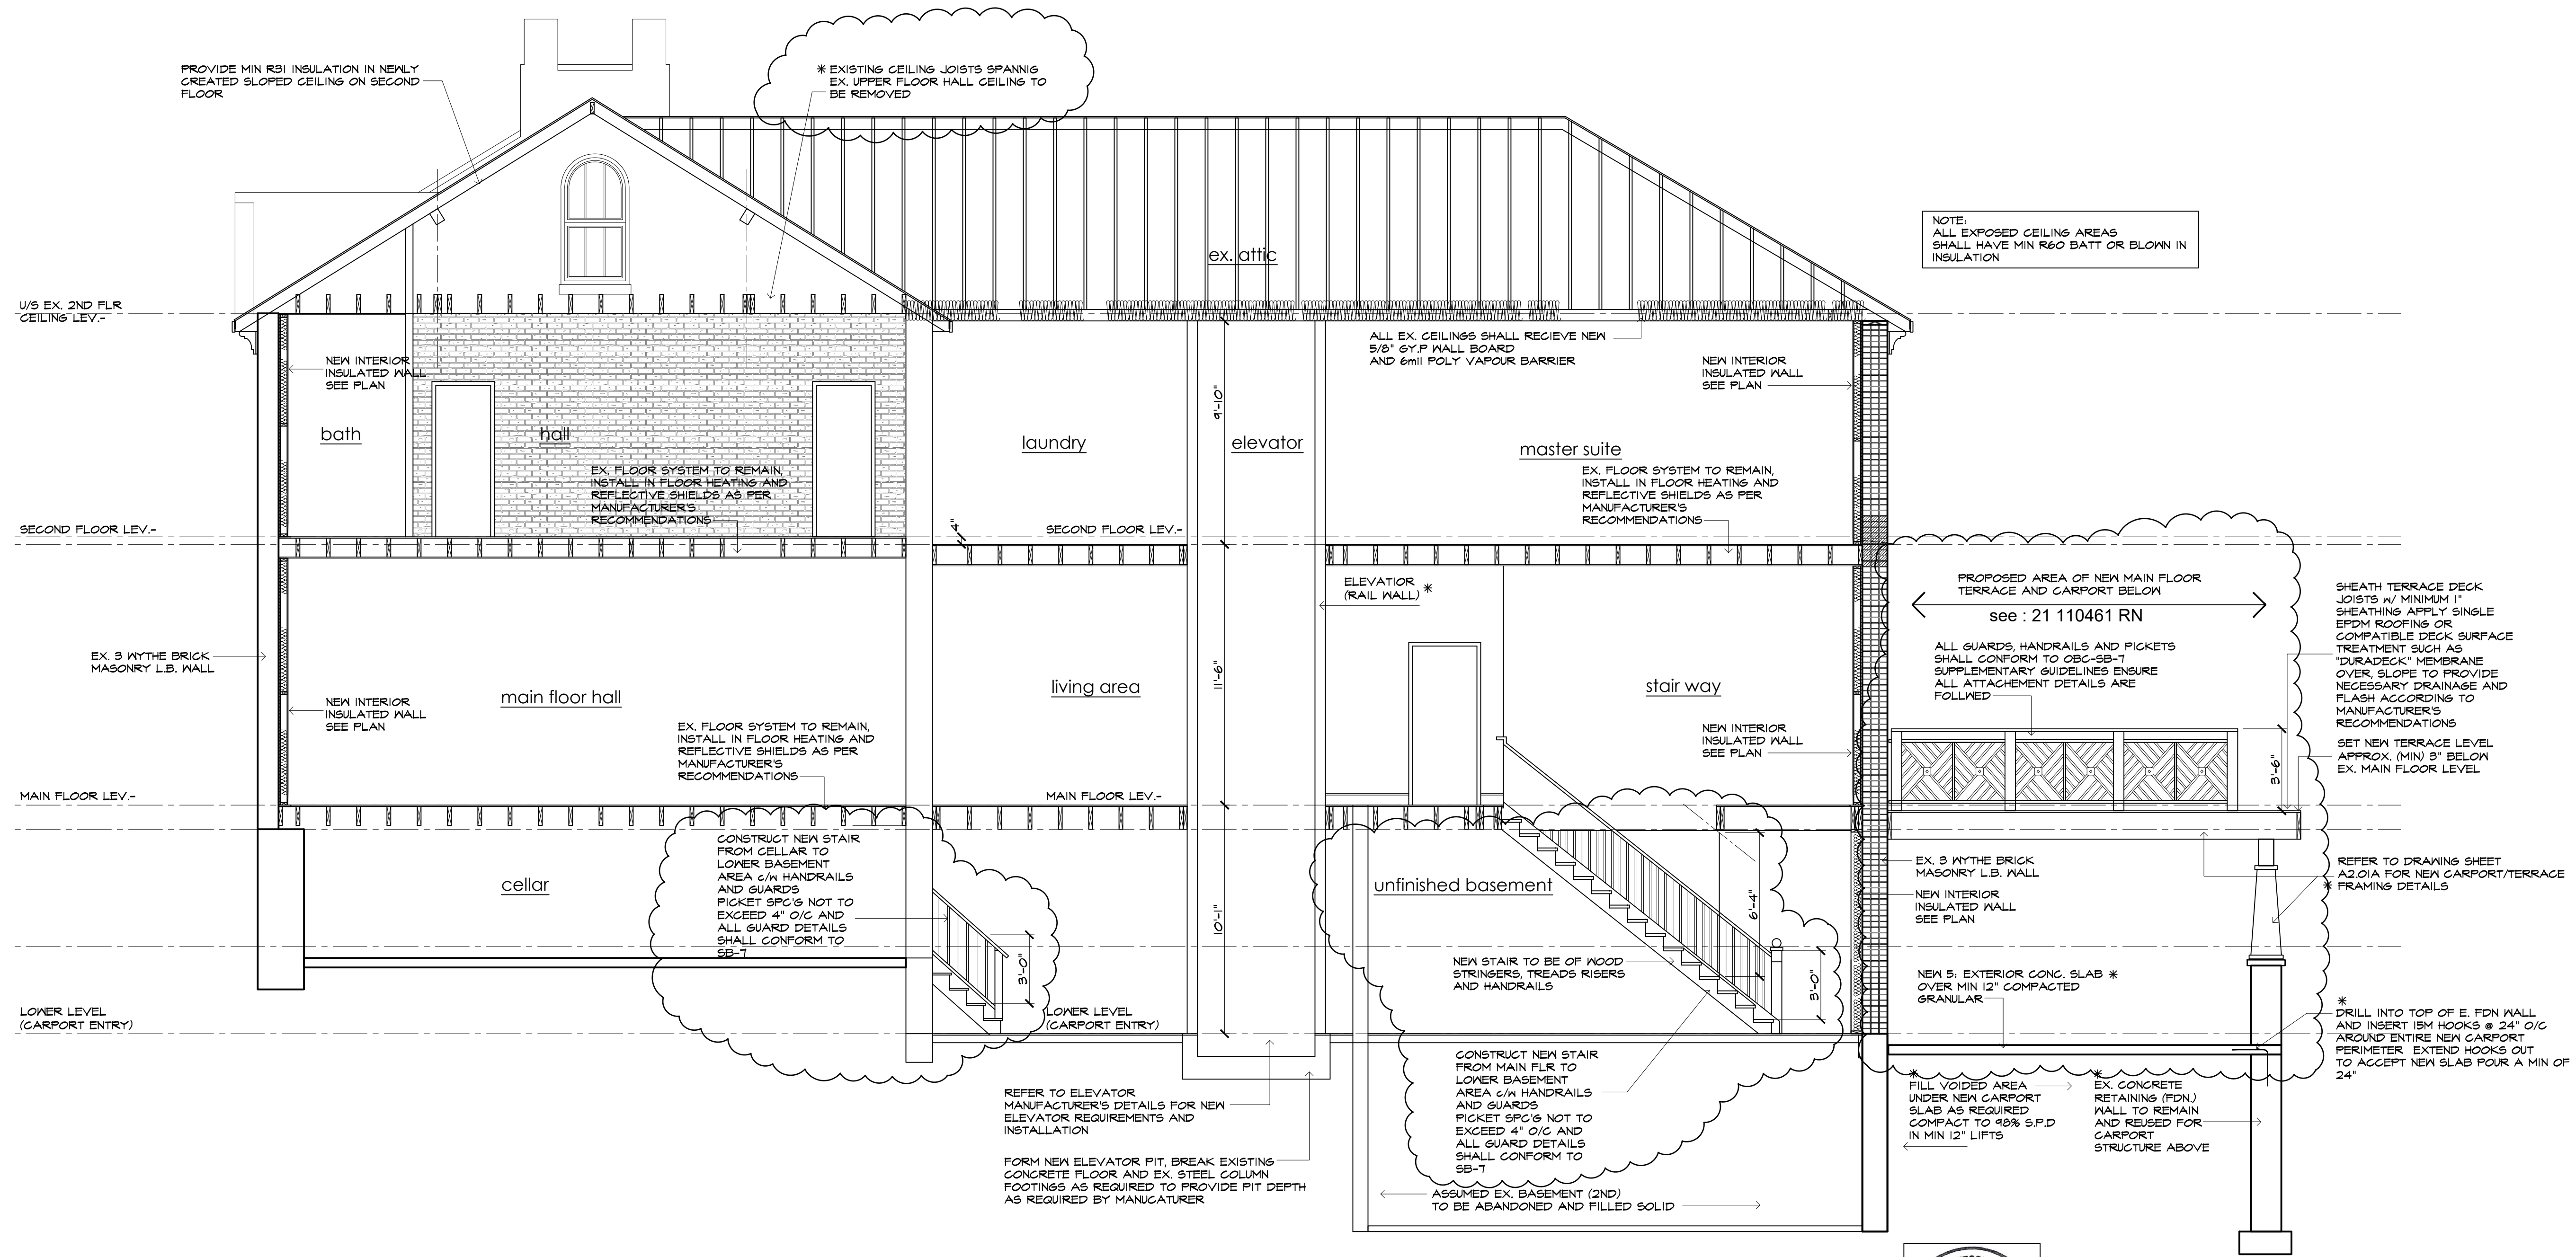 PROVIDE MIN R31 INSULATION IN NEWLY
CREATED SLOPED CEILING ON SECOND
FLOOR
* EXISTING CEILING JOISTS SPANNIG
EX. UPPER FLOOR HALL CEILING TO
BE REMOVED
NOTE:
ALL EXPOSED CEILING AREAS
SHALL HAVE MIN R60 BATT OR BLOWN IN
INSULATION
ex. attic
U/S EX. 2ND FLR
CEILING LEV.-
ALL EX. CEILINGS SHALL RECIEVE NEW
5/8" GY.P WALL BOARD
AND 6mil POLY VAPOUR BARRIER
NEW INTERIOR
INSULATED WALL
SEE PLAN
NEW INTERIOR
INSULATED WALL
SEE PLAN
9'-10"
bath
hall
laundry
elevator
master suite
EX. FLOOR SYSTEM TO REMAIN,
INSTALL IN FLOOR HEATING AND
REFLECTIVE SHIELDS AS PER
MANUFACTURER'S
RECOMMENDATIONS
EX. FLOOR SYSTEM TO REMAIN,
INSTALL IN FLOOR HEATING AND
REFLECTIVE SHIELDS AS PER
MANUFACTURER'S
RECOMMENDATIONS
SECOND FLOOR LEV.-
4"
SECOND FLOOR LEV.-
ELEVATIOR
(RAIL WALL) *
PROPOSED AREA OF NEW MAIN FLOOR
TERRACE AND CARPORT BELOW
see : 21 110461 RN
SHEATH TERRACE DECK
JOISTS w/ MINIMUM 1"
SHEATHING APPLY SINGLE
EPDM ROOFING OR
COMPATIBLE DECK SURFACE
TREATMENT SUCH AS
"DURADECK" MEMBRANE
OVER, SLOPE TO PROVIDE
NECESSARY DRAINAGE AND
FLASH ACCORDING TO
MANUFACTURER'S
RECOMMENDATIONS
ALL GUARDS, HANDRAILS AND PICKETS
SHALL CONFORM TO OBC-SB-7
SUPPLEMENTARY GUIDELINES ENSURE
ALL ATTACHEMENT DETAILS ARE
FOLLWED
EX. 3 WYTHE BRICK
MASONRY L.B. WALL
NEW INTERIOR
INSULATED WALL
SEE PLAN
main floor hall
living area
11'-6"
stair way
EX. FLOOR SYSTEM TO REMAIN,
INSTALL IN FLOOR HEATING AND
REFLECTIVE SHIELDS AS PER
MANUFACTURER'S
RECOMMENDATIONS
NEW INTERIOR
INSULATED WALL
SEE PLAN
SET NEW TERRACE LEVEL
APPROX. (MIN) 3" BELOW
EX. MAIN FLOOR LEVEL
3'-6"
MAIN FLOOR LEV.-
MAIN FLOOR LEV.-
CONSTRUCT NEW STAIR
FROM CELLAR TO
LOWER BASEMENT
AREA c/w HANDRAILS
AND GUARDS
PICKET SPC'G NOT TO
EXCEED 4" O/C AND
ALL GUARD DETAILS
SHALL CONFORM TO
SB-7
cellar
10'-1"
unfinished basement
6'-4"
EX. 3 WYTHE BRICK
MASONRY L.B. WALL
NEW INTERIOR
INSULATED WALL
SEE PLAN
REFER TO DRAWING SHEET
A2.01A FOR NEW CARPORT/TERRACE
* FRAMING DETAILS
3'-0"
NEW STAIR TO BE OF WOOD
STRINGERS, TREADS RISERS
AND HANDRAILS
3'-0"
NEW 5: EXTERIOR CONC. SLAB *
OVER MIN 12" COMPACTED
GRANULAR
LOWER LEVEL
(CARPORT ENTRY)
LOWER LEVEL
(CARPORT ENTRY)
*
DRILL INTO TOP OF E. FDN WALL
AND INSERT 15M HOOKS @ 24" O/C
AROUND ENTIRE NEW CARPORT
PERIMETER EXTEND HOOKS OUT
TO ACCEPT NEW SLAB POUR A MIN OF
24"
CONSTRUCT NEW STAIR
FROM MAIN FLR TO
LOWER BASEMENT
AREA c/w HANDRAILS
AND GUARDS
PICKET SPC'G NOT TO
EXCEED 4" O/C AND
ALL GUARD DETAILS
SHALL CONFORM TO
SB-7
*
FILL VOIDED AREA
UNDER NEW CARPORT
SLAB AS REQUIRED
COMPACT TO 98% S.P.D
IN MIN 12" LIFTS
*
EX. CONCRETE
RETAINING (FDN.)
WALL TO REMAIN
AND REUSED FOR
CARPORT
STRUCTURE ABOVE
REFER TO ELEVATOR
MANUFACTURER'S DETAILS FOR NEW
ELEVATOR REQUIREMENTS AND
INSTALLATION
FORM NEW ELEVATOR PIT, BREAK EXISTING
CONCRETE FLOOR AND EX. STEEL COLUMN
FOOTINGS AS REQUIRED TO PROVIDE PIT DEPTH
AS REQUIRED BY MANUCATURER
ASSUMED EX. BASEMENT (2ND)
TO BE ABANDONED AND FILLED SOLID